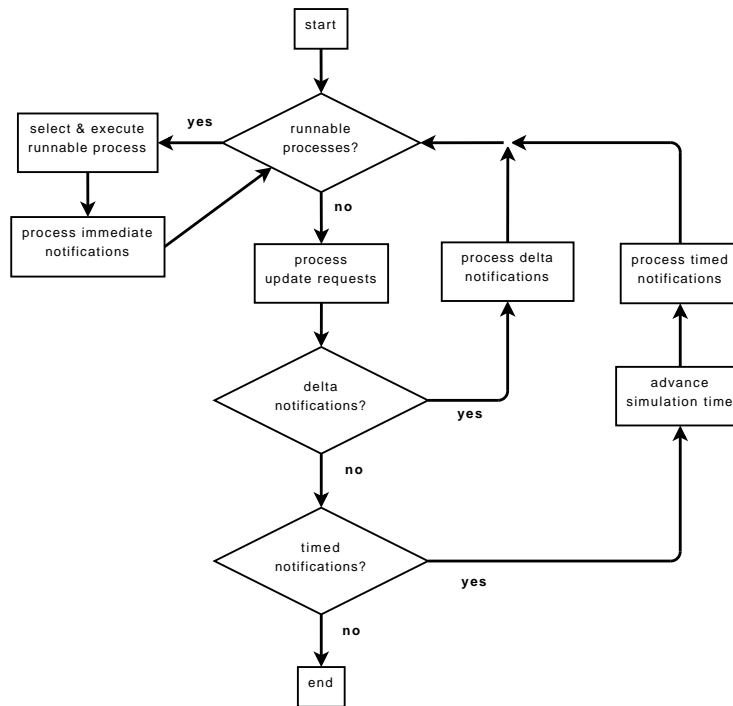 start
yes
select & execute
runnable process
runnable
processes?
no
process immediate
notifications
process
update requests
process delta
notifications
process timed
notifications
advance
simulation time
delta
notifications?
yes
no
timed
notifications?
yes
no
end